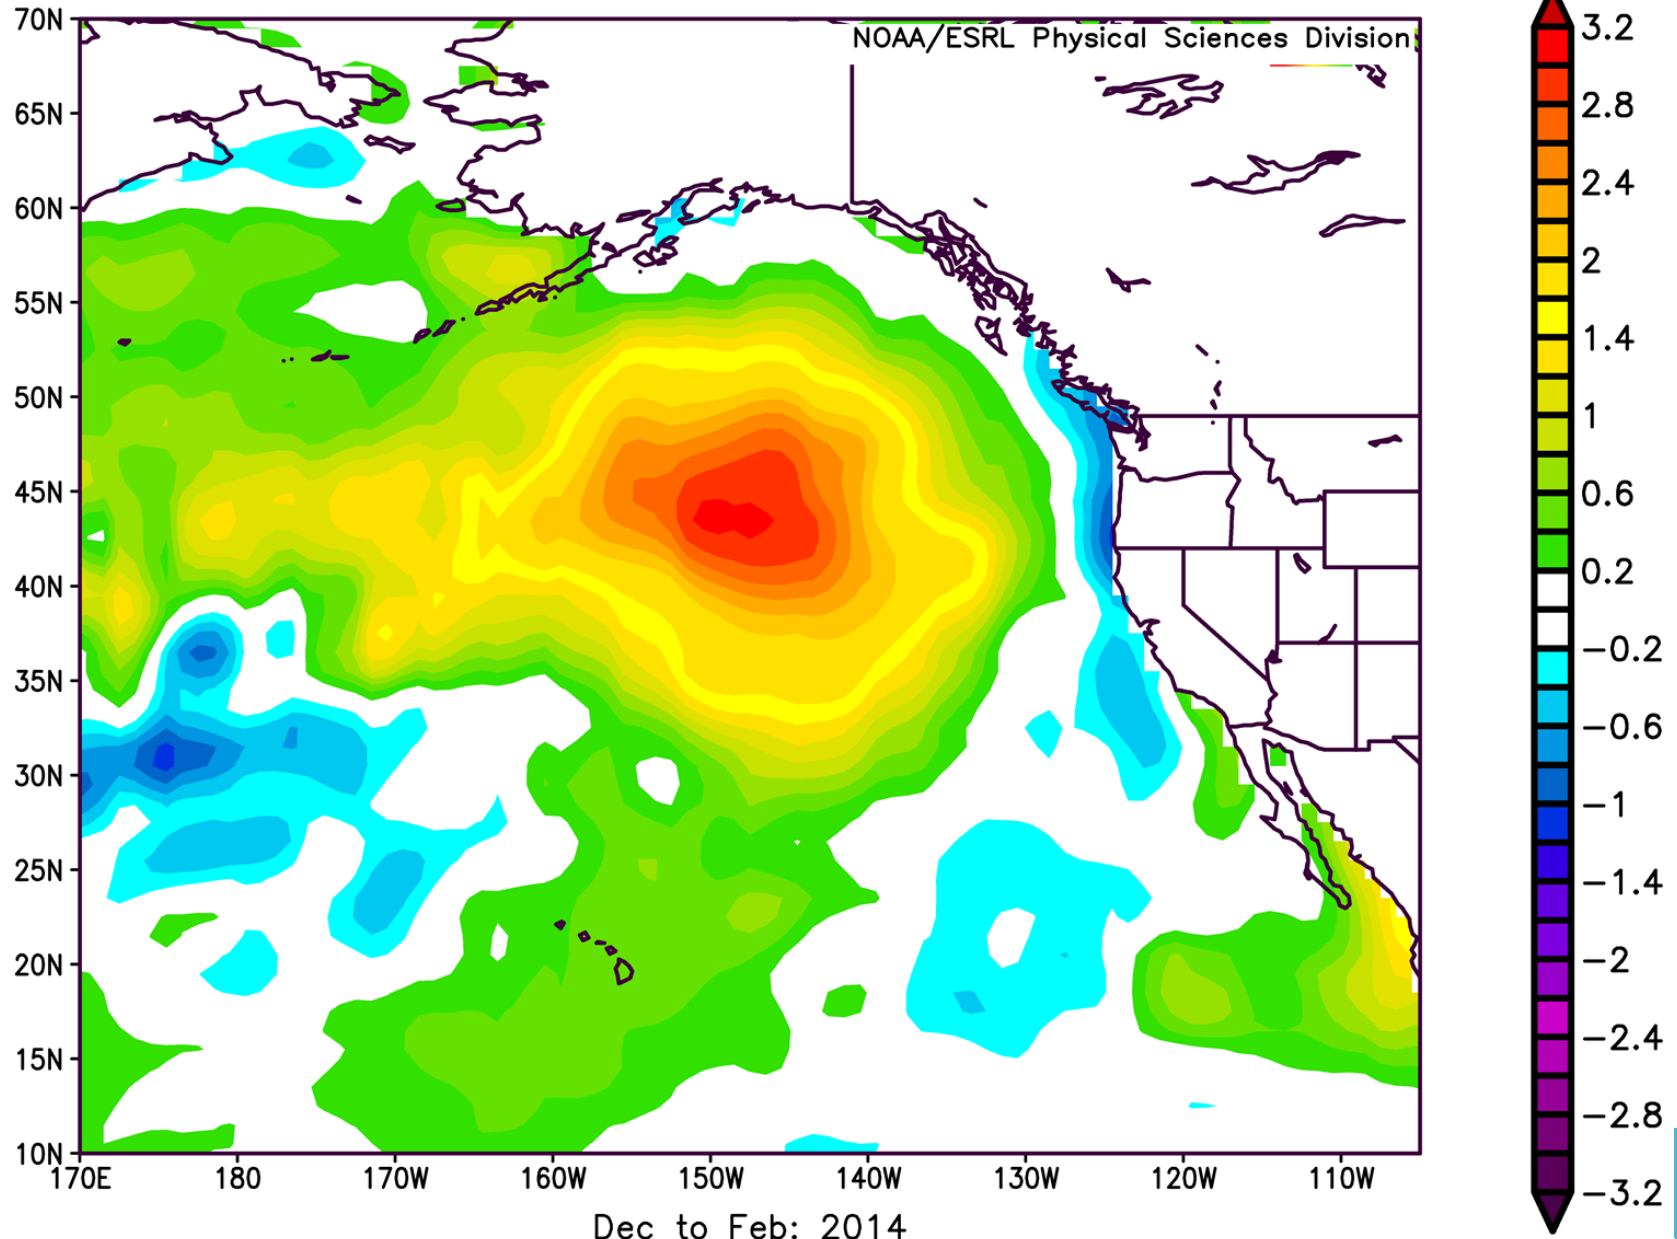 NOAA/ESRL Physical Sciences Division
70N
65N
60N
55N
50N
45N
40N
35N
30N
25N
20N
15N
10N
170E 180 170W 160W 150W 140W 130W 120W 110W
Dec to Feb: 2014
3.2
2.8
2.4
2
1.4
1
0.6
0.2
−0.2
−0.6
−1
−1.4
−2
−2.4
−2.8
−3.2